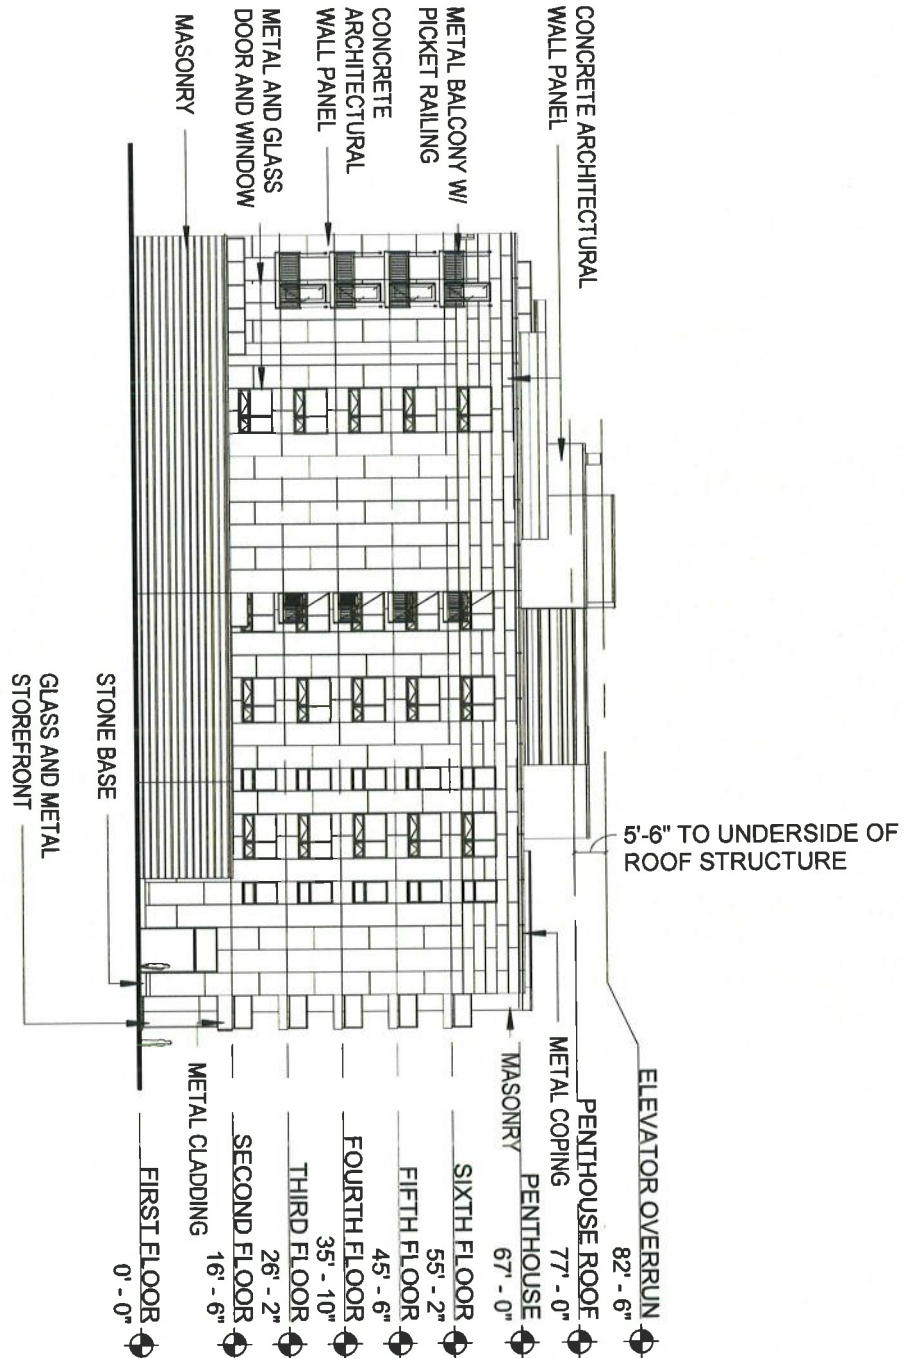 CONCRETE ARCHITECTURAL
WALL PANEL
METAL BALCONY W/
PICKET RAILING
CONCRETE
ARCHITECTURAL
WALL PANEL
METAL AND GLASS
DOOR AND WINDOW
MASONRY
5'-6" TO UNDERSIDE OF
ROOF STRUCTURE
STONE BASE
GLASS AND METAL
STOREFRONT
METAL COPING
MASONRY
METAL CLADDING
ELEVATOR OVERRUN
82' - 6"
PENTHOUSE ROOF
77' - 0"
PENTHOUSE
67' - 0"
SIXTH FLOOR
55' - 2"
FIFTH FLOOR
45' - 6"
FOURTH FLOOR
35' - 10"
THIRD FLOOR
26' - 2"
SECOND FLOOR
16' - 6"
FIRST FLOOR
0' - 0"